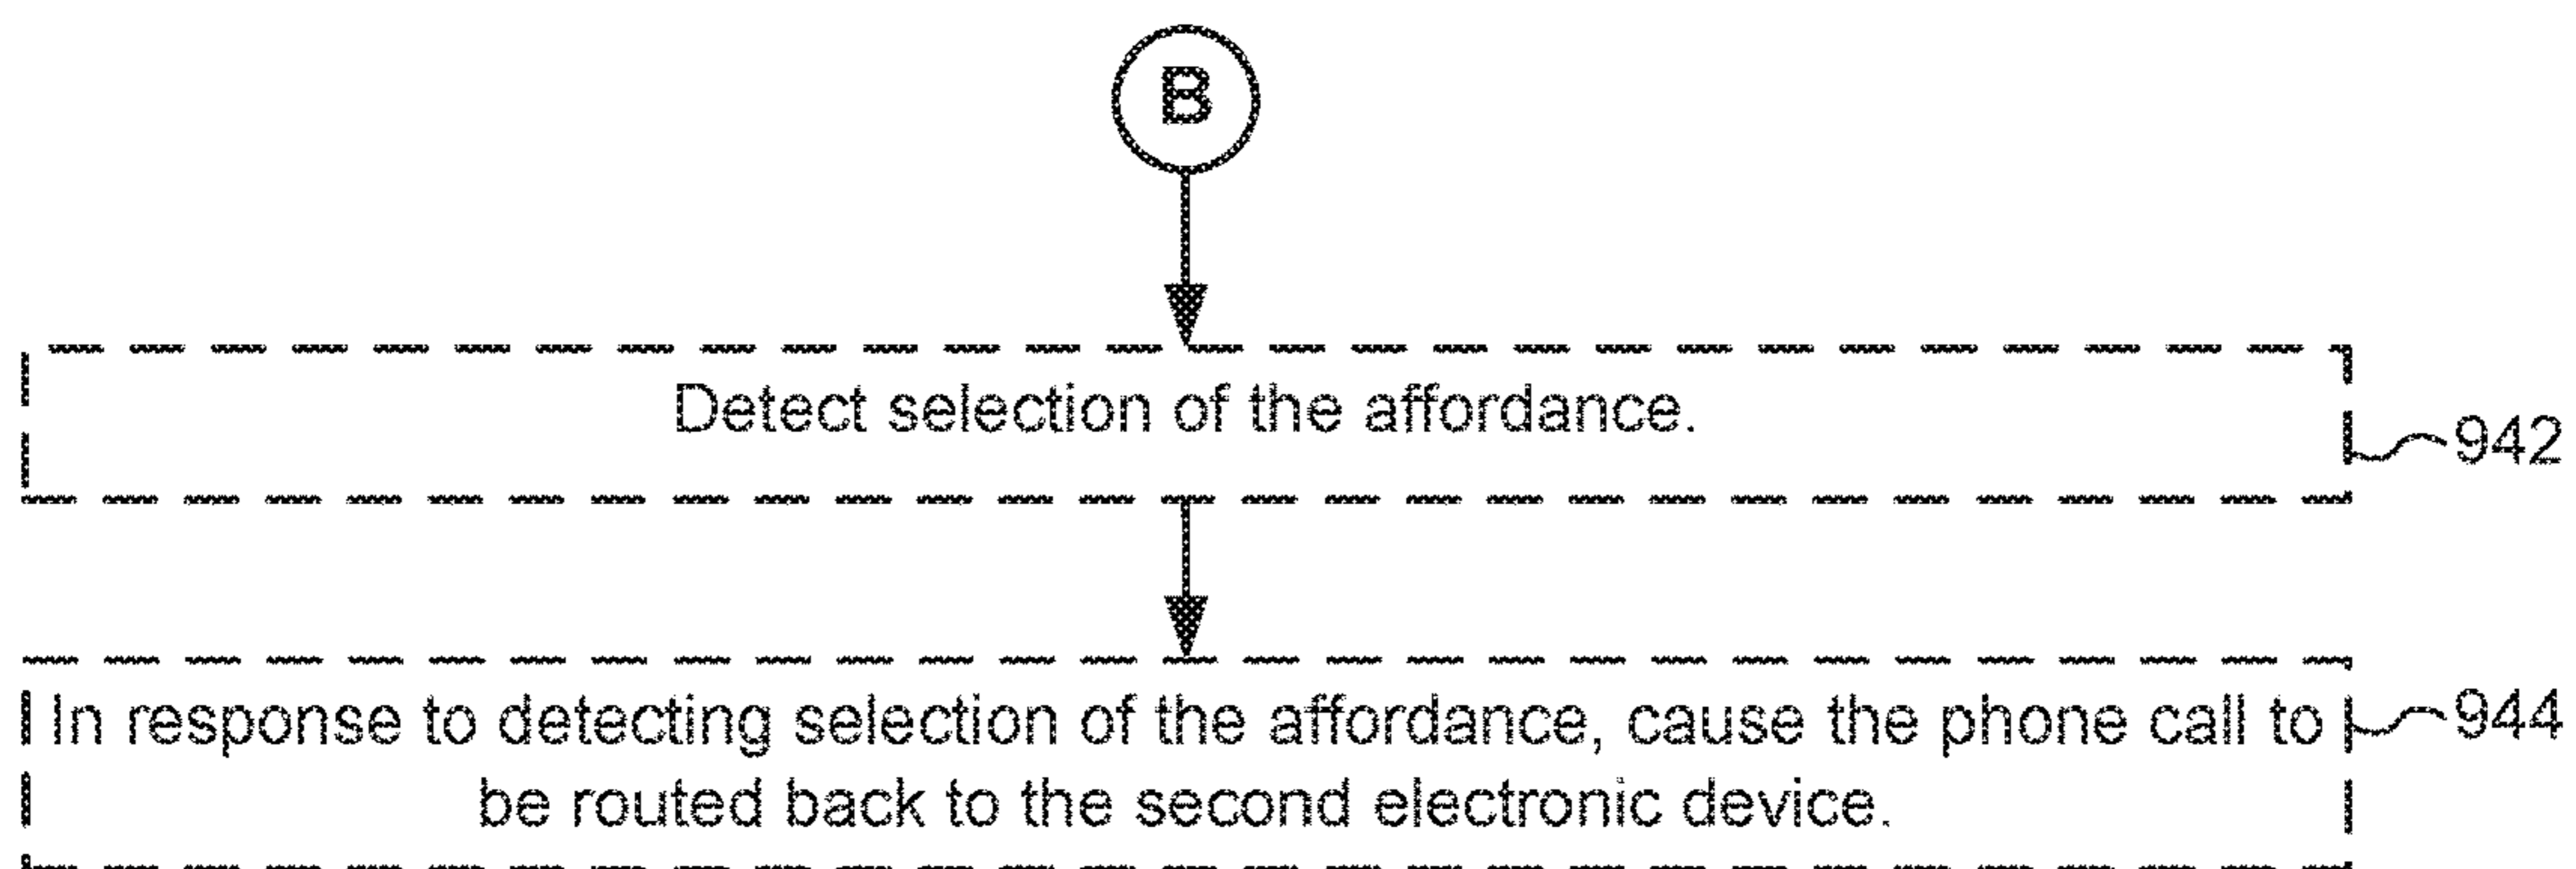 B
Detect selection of the affordance.
942
In response to detecting selection of the affordance, cause the phone call to
944
be routed back to the second electronic device.